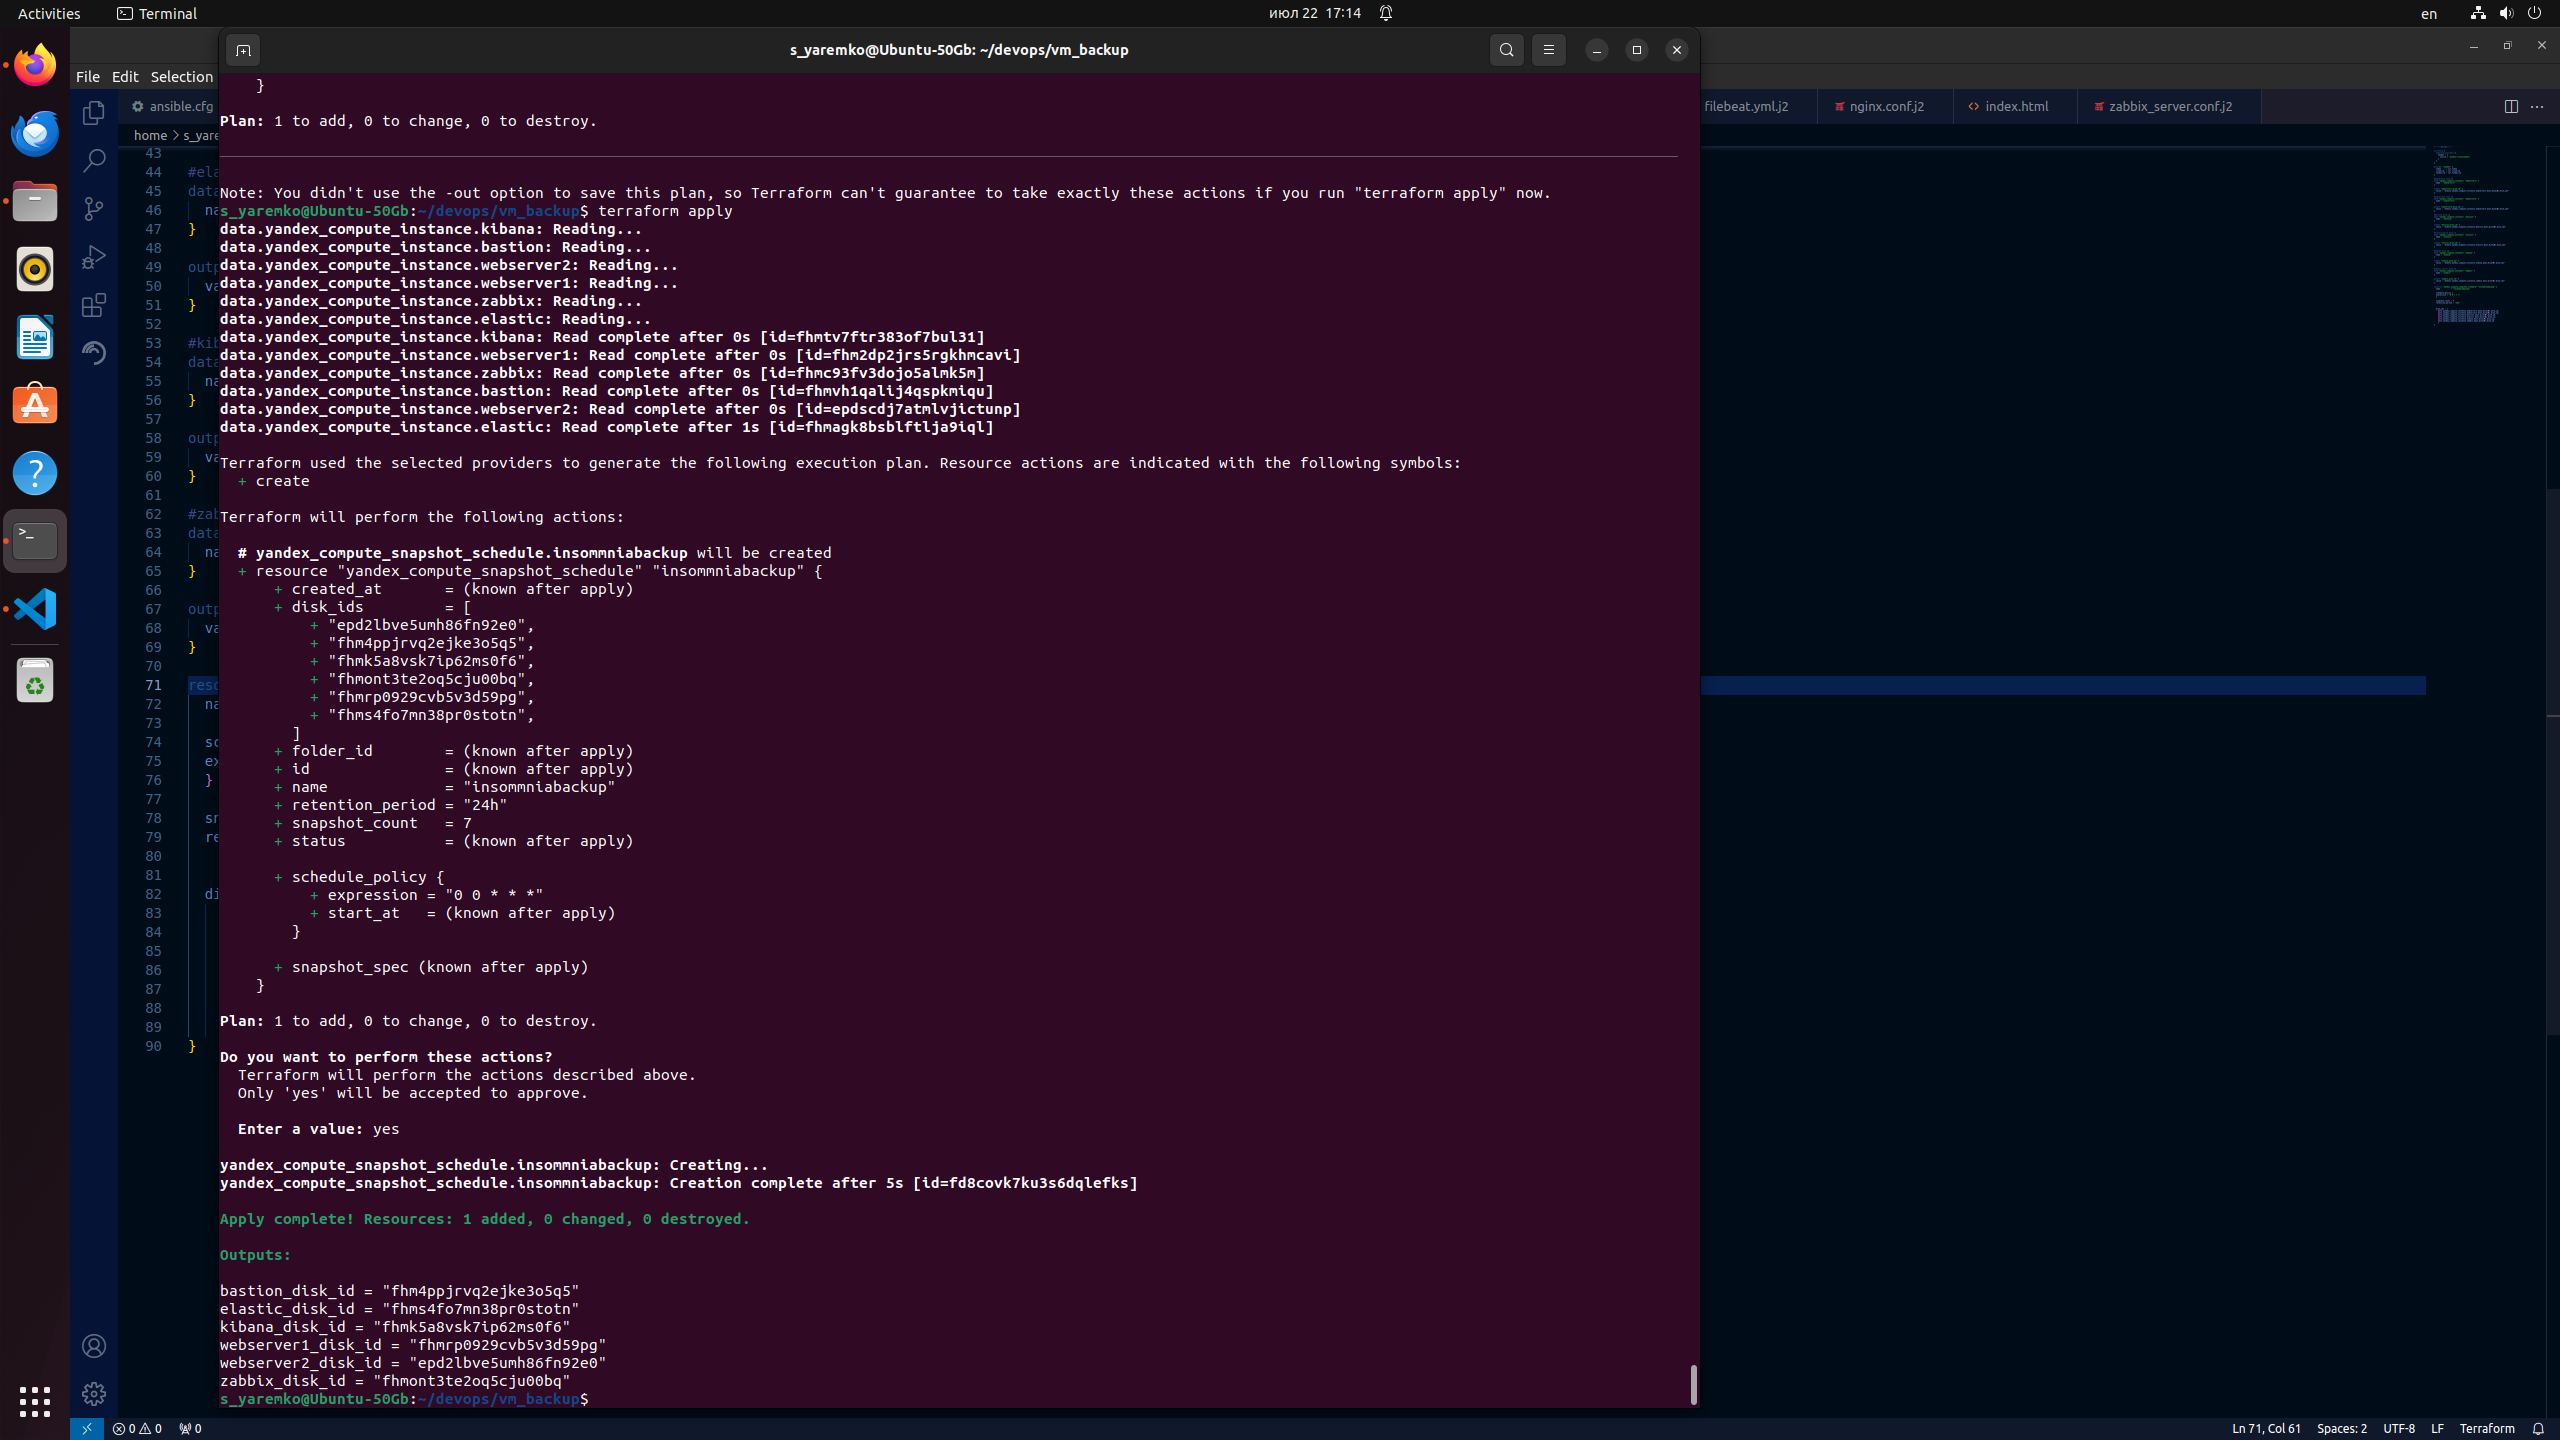 Activities
Terminal
июл 22 17:14
en
s_yaremko@Ubuntu-50Gb: ~/devops/vm_backup
File Edit Selection
ansible.cfg
filebeat.yml.j2
nginx.conf.j2
index.html
zabbix_server.conf.j2
home > s_yare
43
44 #ela
45 data
46 na
47 }
48
49 outp
50 va
51 }
52
53 #kib
54 data
55 na
56 }
57
58 outp
59 va
60 }
61
62 #zab
63 data
64 na
65 }
66
67 outp
68 va
69 }
70
71 reso
72 na
73
74 sc
75 ex
76 }
77
78 sn
79 re
80
81
82 di
83
84
85
86
87
88
89
90 }
}
Plan: 1 to add, 0 to change, 0 to destroy.
Note: You didn't use the -out option to save this plan, so Terraform can't guarantee to take exactly these actions if you run "terraform apply" now.
s_yaremko@Ubuntu-50Gb:~/devops/vm_backup$ terraform apply
data.yandex_compute_instance.kibana: Reading...
data.yandex_compute_instance.bastion: Reading...
data.yandex_compute_instance.webserver2: Reading...
data.yandex_compute_instance.webserver1: Reading...
data.yandex_compute_instance.zabbix: Reading...
data.yandex_compute_instance.elastic: Reading...
data.yandex_compute_instance.kibana: Read complete after 0s [id=fhmtv7ftr383of7bul31]
data.yandex_compute_instance.webserver1: Read complete after 0s [id=fhm2dp2jrs5rgkhmcavi]
data.yandex_compute_instance.zabbix: Read complete after 0s [id=fhmc93fv3dojo5almk5m]
data.yandex_compute_instance.bastion: Read complete after 0s [id=fhmvh1qalij4qspkmiqu]
data.yandex_compute_instance.webserver2: Read complete after 0s [id=epdscdj7atmlvjictunp]
data.yandex_compute_instance.elastic: Read complete after 1s [id=fhmagk8bsblftlja9iql]
Terraform used the selected providers to generate the following execution plan. Resource actions are indicated with the following symbols:
+ create
Terraform will perform the following actions:
# yandex_compute_snapshot_schedule.insommniabackup will be created
+ resource "yandex_compute_snapshot_schedule" "insommniabackup" {
+ created_at = (known after apply)
+ disk_ids = [
+ "epd2lbve5umh86fn92e0",
+ "fhm4ppjrvq2ejke3o5q5",
+ "fhmk5a8vsk7ip62ms0f6",
+ "fhmont3te2oq5cju00bq",
+ "fhmrp0929cvb5v3d59pg",
+ "fhms4fo7mn38pr0stotn",
]
+ folder_id = (known after apply)
+ id = (known after apply)
+ name = "insommniabackup"
+ retention_period = "24h"
+ snapshot_count = 7
+ status = (known after apply)
+ schedule_policy {
+ expression = "0 0 * * *"
+ start_at = (known after apply)
}
+ snapshot_spec (known after apply)
}
Plan: 1 to add, 0 to change, 0 to destroy.
Do you want to perform these actions?
Terraform will perform the actions described above.
Only 'yes' will be accepted to approve.
Enter a value: yes
yandex_compute_snapshot_schedule.insommniabackup: Creating...
yandex_compute_snapshot_schedule.insommniabackup: Creation complete after 5s [id=fd8covk7ku3s6dqlefks]
Apply complete! Resources: 1 added, 0 changed, 0 destroyed.
Outputs:
bastion_disk_id = "fhm4ppjrvq2ejke3o5q5"
elastic_disk_id = "fhms4fo7mn38pr0stotn"
kibana_disk_id = "fhmk5a8vsk7ip62ms0f6"
webserver1_disk_id = "fhmrp0929cvb5v3d59pg"
webserver2_disk_id = "epd2lbve5umh86fn92e0"
zabbix_disk_id = "fhmont3te2oq5cju00bq"
s_yaremko@Ubuntu-50Gb:~/devops/vm_backup$
0 0 0
Ln 71, Col 61 Spaces: 2 UTF-8 LF Terraform